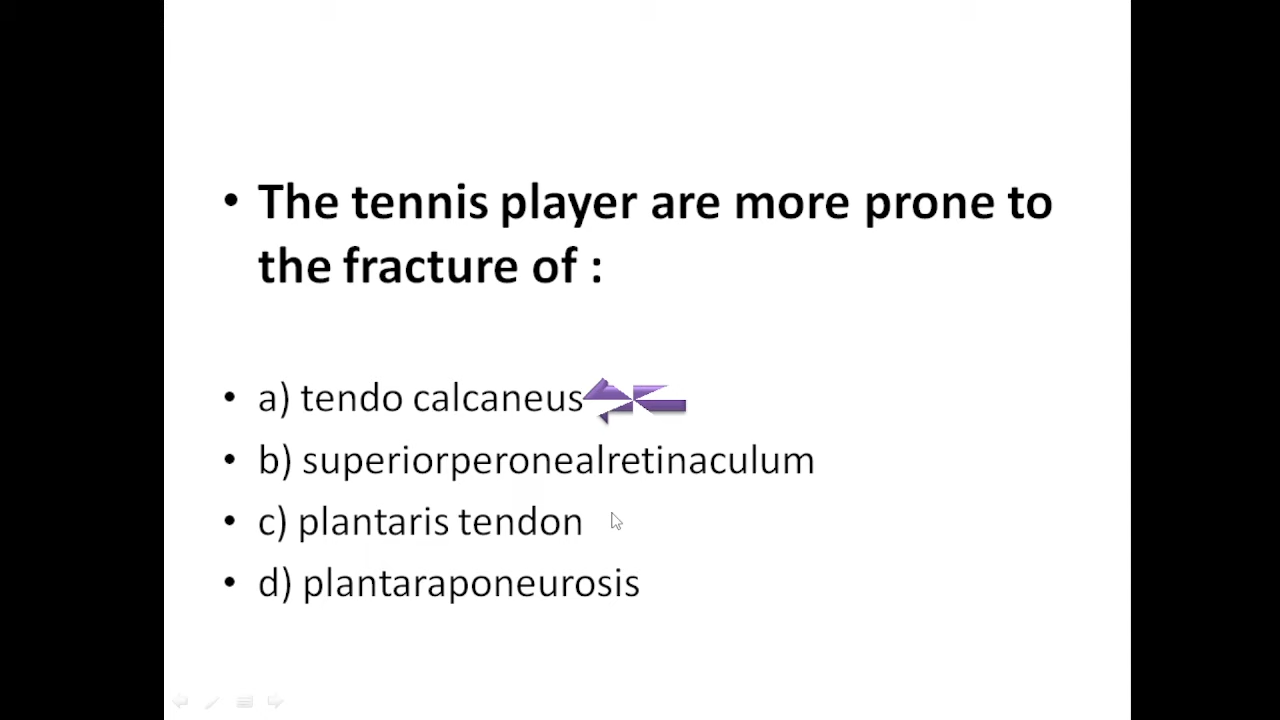 • The tennis player are more prone to
the fracture of :
• a) tendo calcaneus
• b) superiorperonealretinaculum
• c) plantaris tendon
• d) plantaraponeurosis